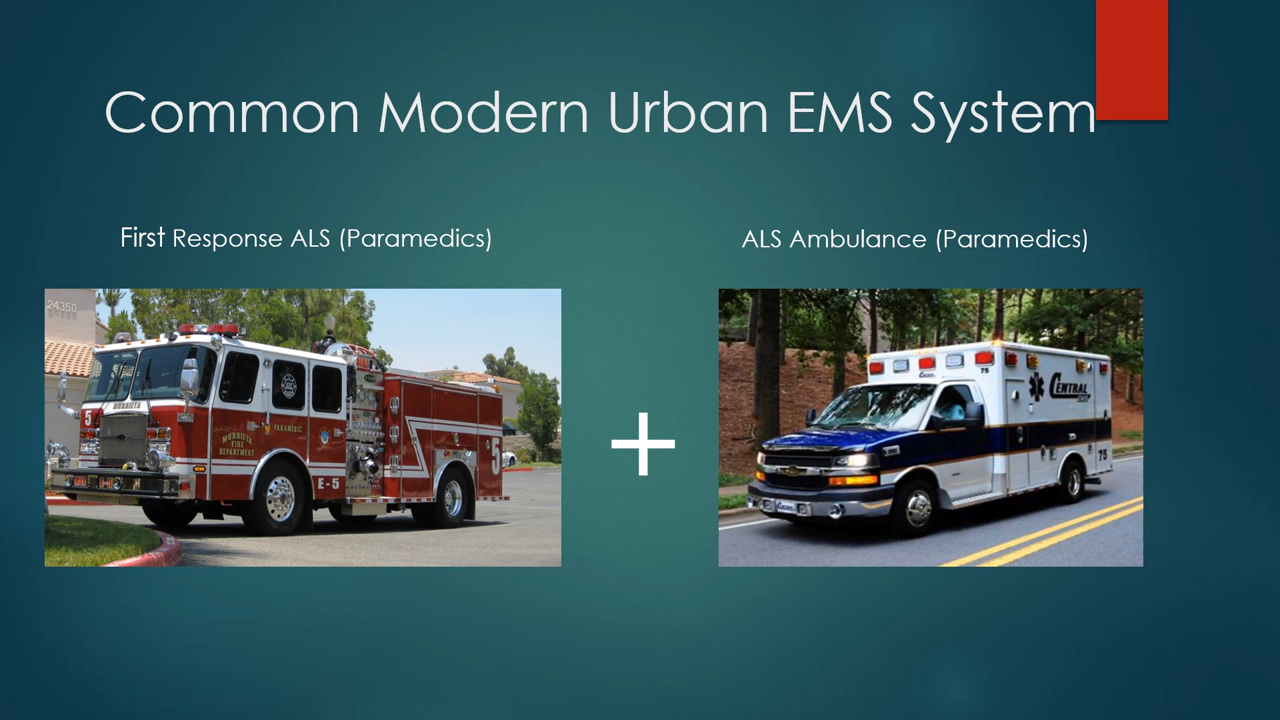 Common Modern Urban EMS System
First Response ALS (Paramedics)
ALS Ambulance (Paramedics)
24350
MURRIETA
5
MURRIETA
FIRE
DEPARTMENT
PARAMEDIC
E-5
5
+
75
CENTRAL
EMS
75